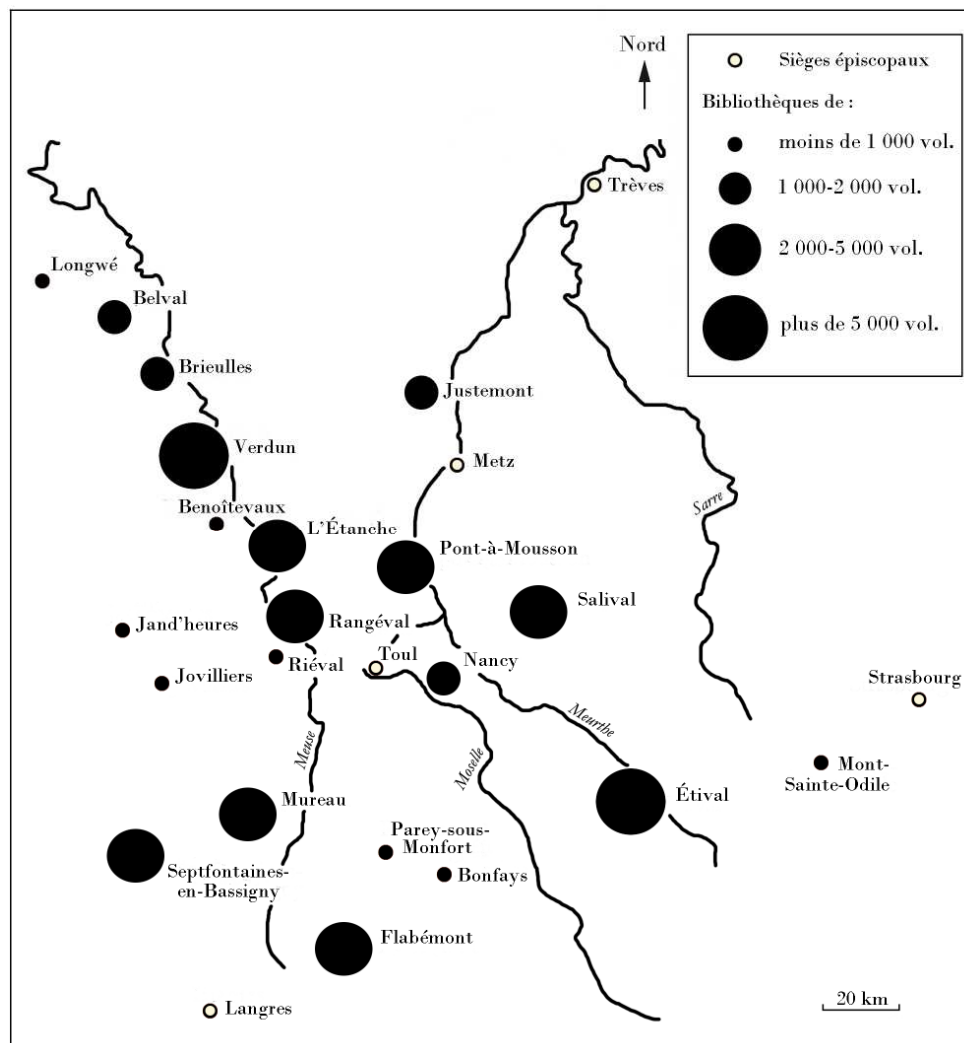 Nord
Sièges épiscopaux
Bibliothèques de :
moins de 1 000 vol.
1 000-2 000 vol.
2 000-5 000 vol.
plus de 5 000 vol.
Trèves
Longwé
Belval
Brieulles
Justemont
Verdun
Metz
Benoîtevaux
Sarre
L'Étanche
Pont-à-Mousson
Salival
Jand'heures
Rangéval
Toul
Riéval
Nancy
Jovilliers
Strasbourg
Meuse
Meurthe
Moselle
Mont-
Sainte-Odile
Mureau
Étival
Parey-sous-
Monfort
Septfontaines-
en-Bassigny
Bonfays
Flabémont
Langres
20 km